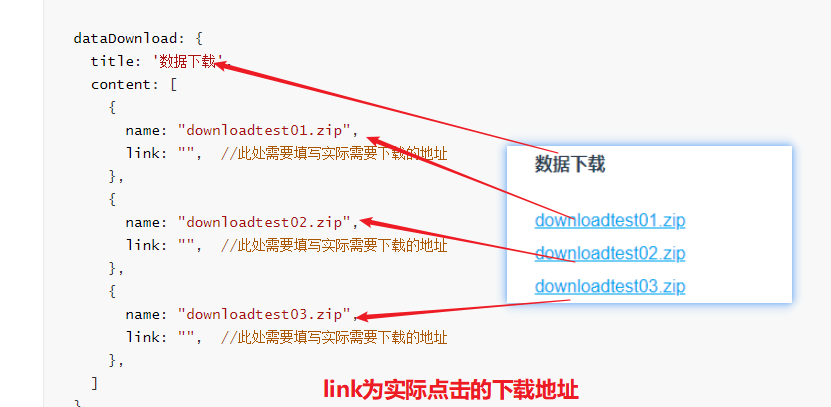 dataDownload: {
title: '数据下载',
content: [
{
name: "downloadtest01.zip",
link: "", //此处需要填写实际需要下载的地址
},
{
name: "downloadtest02.zip",
link: "", //此处需要填写实际需要下载的地址
},
{
name: "downloadtest03.zip",
link: "", //此处需要填写实际需要下载的地址
},
]
}
数据下载
downloadtest01.zip
downloadtest02.zip
downloadtest03.zip
link为实际点击的下载地址